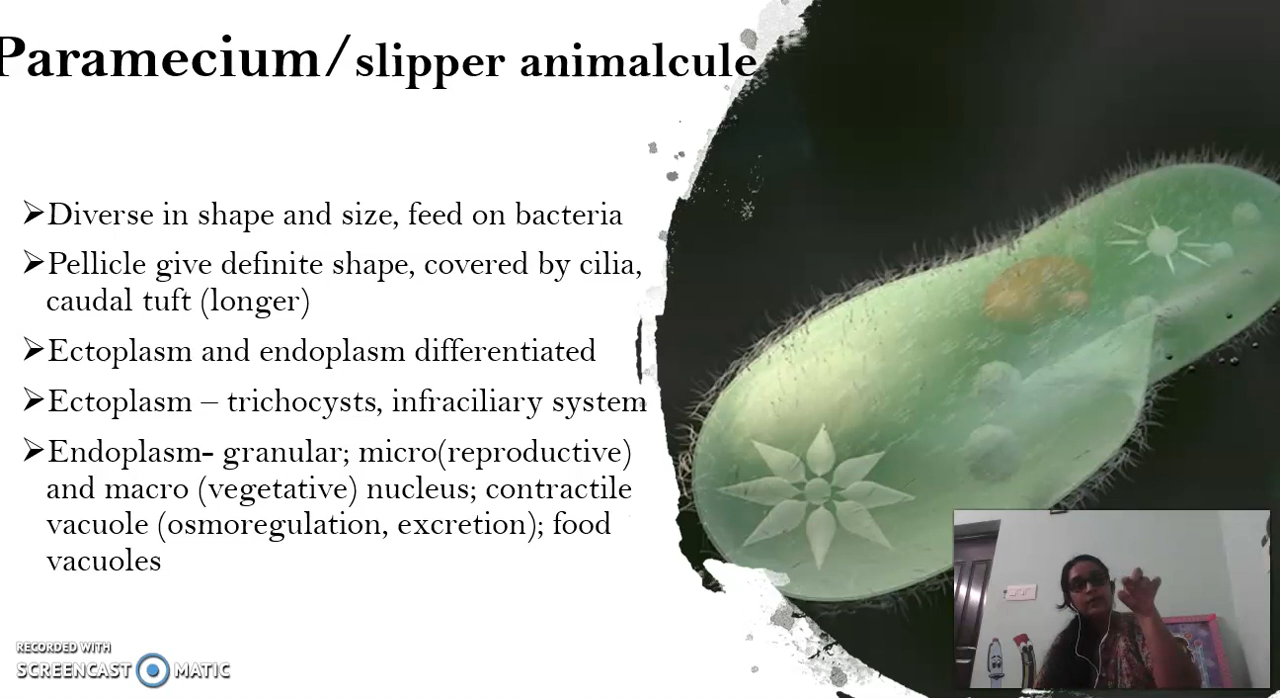 Paramecium/slipper animalcule
➢Diverse in shape and size, feed on bacteria
➢Pellicle give definite shape, covered by cilia,
caudal tuft (longer)
➢Ectoplasm and endoplasm differentiated
➢Ectoplasm – trichocysts, infraciliary system
➢Endoplasm- granular; micro(reproductive)
and macro (vegetative) nucleus; contractile
vacuole (osmoregulation, excretion); food
vacuoles
RECORDED WITH
SCREENCAST MATIC